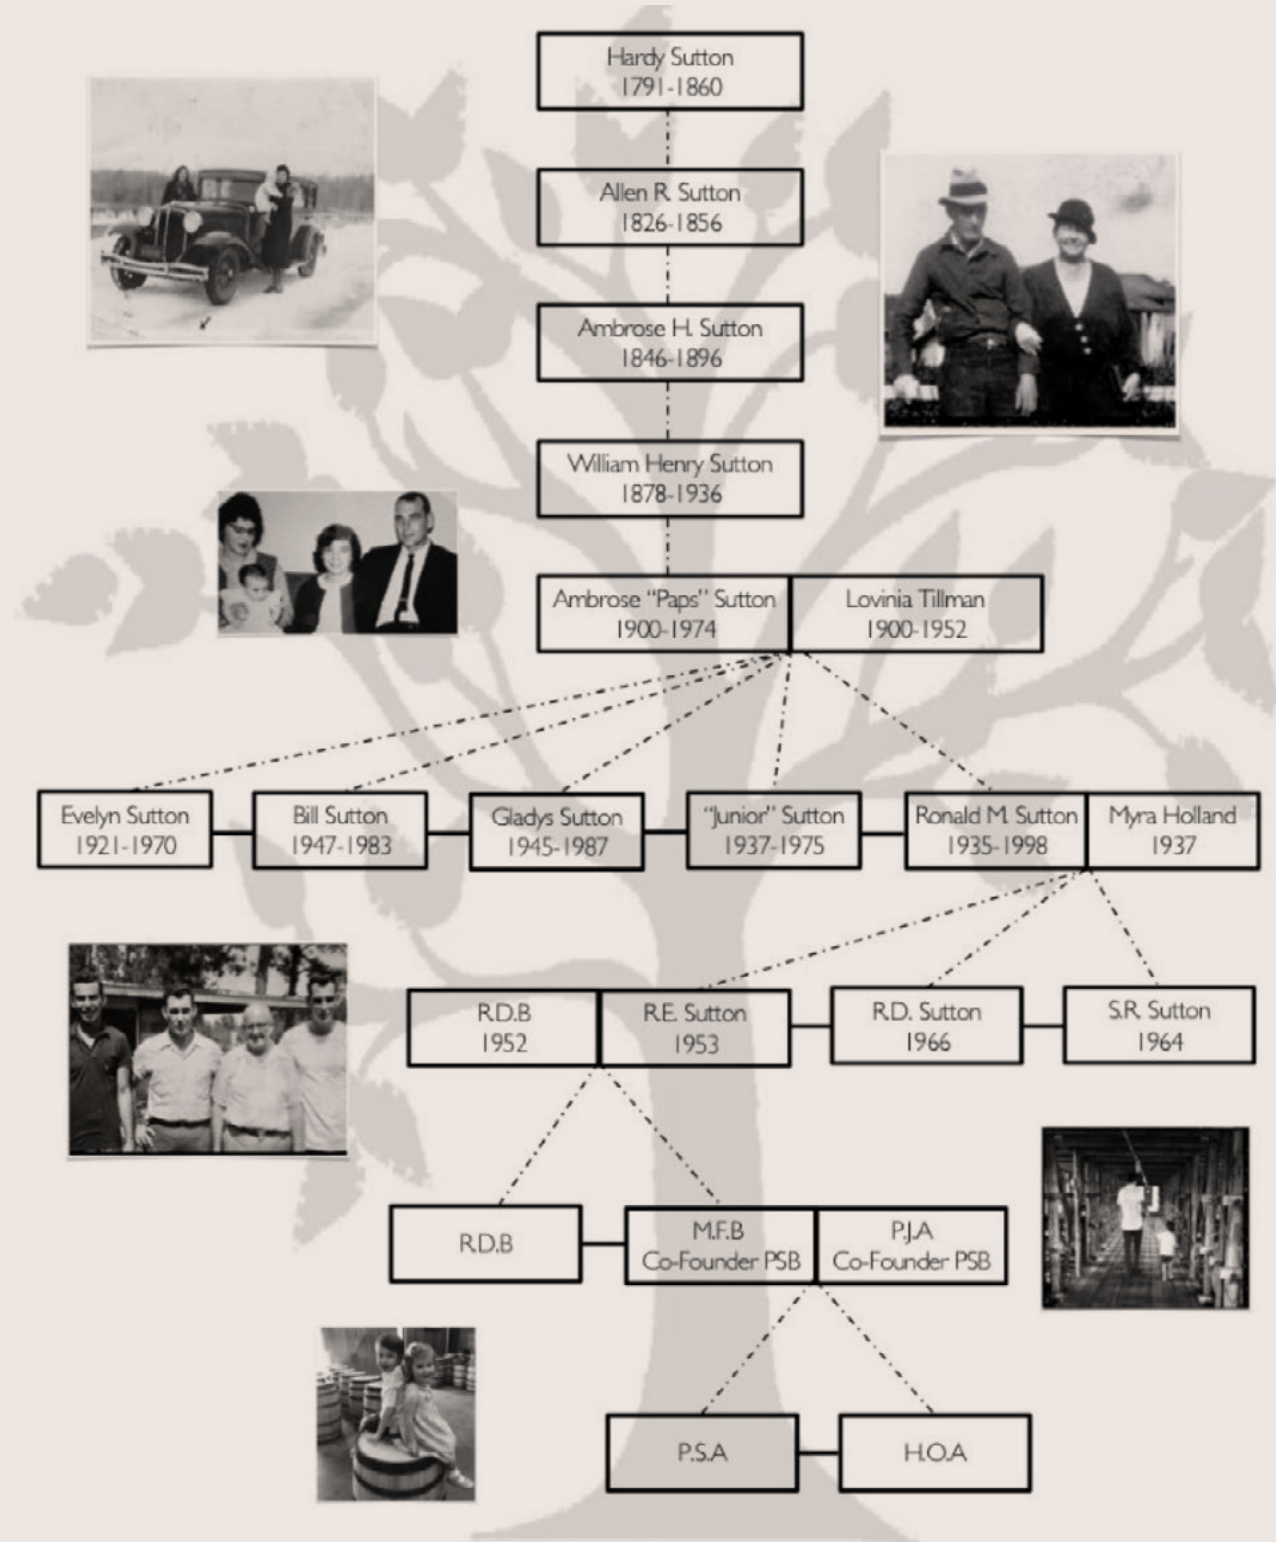 Hardy Sutton
1791-1860
Allen R. Sutton
1826-1856
Ambrose H. Sutton
1846-1896
William Henry Sutton
1878-1936
Ambrose "Paps" Sutton
1900-1974
Lovinia Tillman
1900-1952
Evelyn Sutton
1921-1970
Bill Sutton
1947-1983
Gladys Sutton
1945-1987
"Junior" Sutton
1937-1975
Ronald M. Sutton
1935-1998
Myra Holland
1937
R.D.B
1952
R.E. Sutton
1953
R.D. Sutton
1966
S.R. Sutton
1964
R.D.B
M.F.B
Co-Founder PSB
P.J.A
Co-Founder PSB
P.S.A
H.O.A